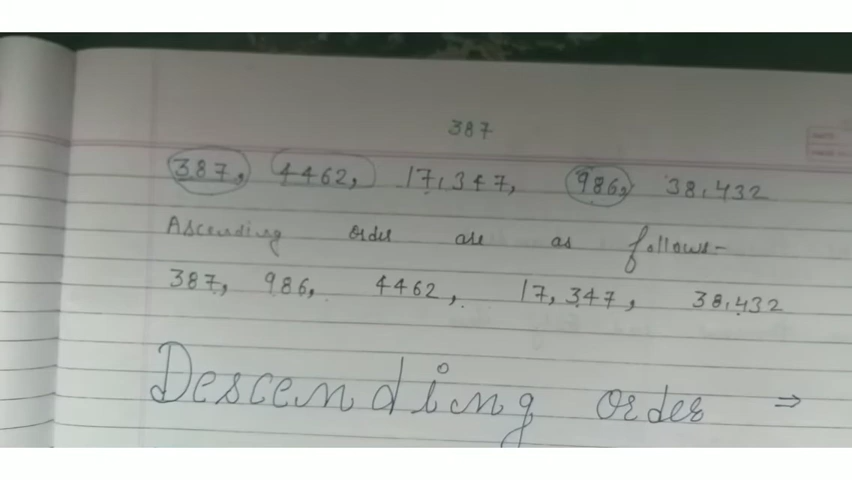 387
387, 4462, 17,347, 986, 38,432
Ascending order are as follows-
387, 986, 4462, 17,347, 38,432
Descending order ⇒